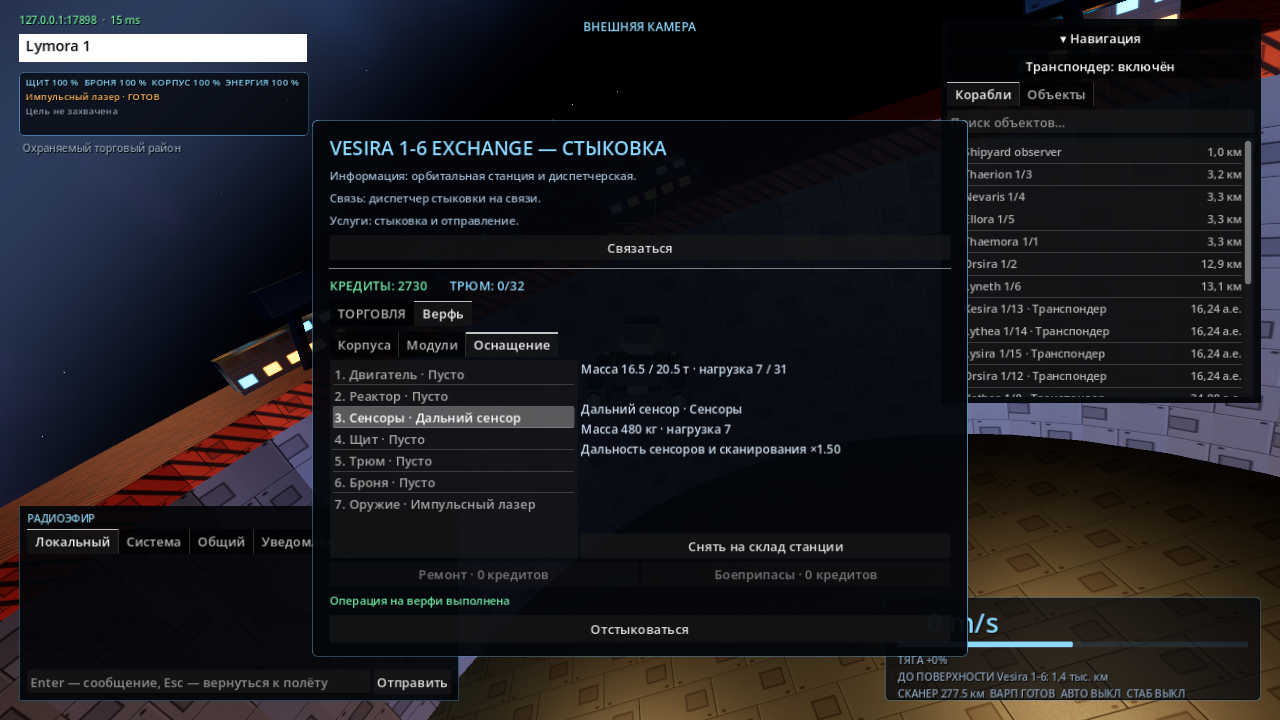 127.0.0.1:17898 · 15 ms
Lymora 1
ЩИТ 100 % БРОНЯ 100 % КОРПУС 100 % ЭНЕРГИЯ 100 %
Импульсный лазер · ГОТОВ
Цель не захвачена
Охраняемый торговый район
ВНЕШНЯЯ КАМЕРА
▾ Навигация
Транспондер: включён
Корабли Объекты
Поиск объектов...
Shipyard observer 1,0 км
Thaerion 1/3 3,2 км
Nevaris 1/4 3,3 км
Ellora 1/5 3,3 км
Thaemora 1/1 3,3 км
Orsira 1/2 12,9 км
Lyneth 1/6 13,1 км
Kesira 1/13 · Транспондер 16,24 а.е.
Lythea 1/14 · Транспондер 16,24 а.е.
Lysira 1/15 · Транспондер 16,24 а.е.
Orsira 1/12 · Транспондер 16,24 а.е.
VESIRA 1-6 EXCHANGE — СТЫКОВКА
Информация: орбитальная станция и диспетчерская.
Связь: диспетчер стыковки на связи.
Услуги: стыковка и отправление.
Связаться
КРЕДИТЫ: 2730 ТРЮМ: 0/32
ТОРГОВЛЯ Верфь
Корпуса Модули Оснащение
1. Двигатель · Пусто
2. Реактор · Пусто
3. Сенсоры · Дальний сенсор
4. Щит · Пусто
5. Трюм · Пусто
6. Броня · Пусто
7. Оружие · Импульсный лазер
Масса 16.5 / 20.5 т · нагрузка 7 / 31
Дальний сенсор · Сенсоры
Масса 480 кг · нагрузка 7
Дальность сенсоров и сканирования ×1.50
Снять на склад станции
Ремонт · 0 кредитов Боеприпасы · 0 кредитов
Операция на верфи выполнена
Отстыковаться
РАДИОЭФИР
Локальный Система Общий
Enter — сообщение, Esc — вернуться к полёту Отправить
0 m/s
ТЯГА +0%
ДО ПОВЕРХНОСТИ Vesira 1-6: 1,4 тыс. км
СКАНЕР 277.5 км ВАРП ГОТОВ АВТО ВЫКЛ СТАБ ВЫКЛ